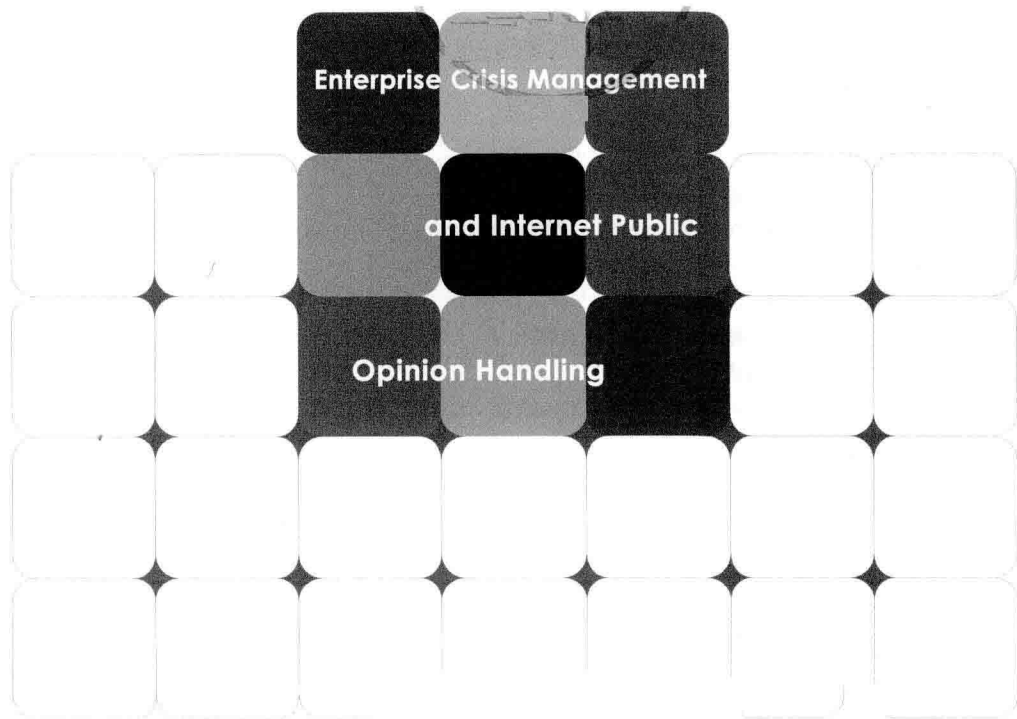 Enterprise Crisis Management
and Internet Public
Opinion Handling